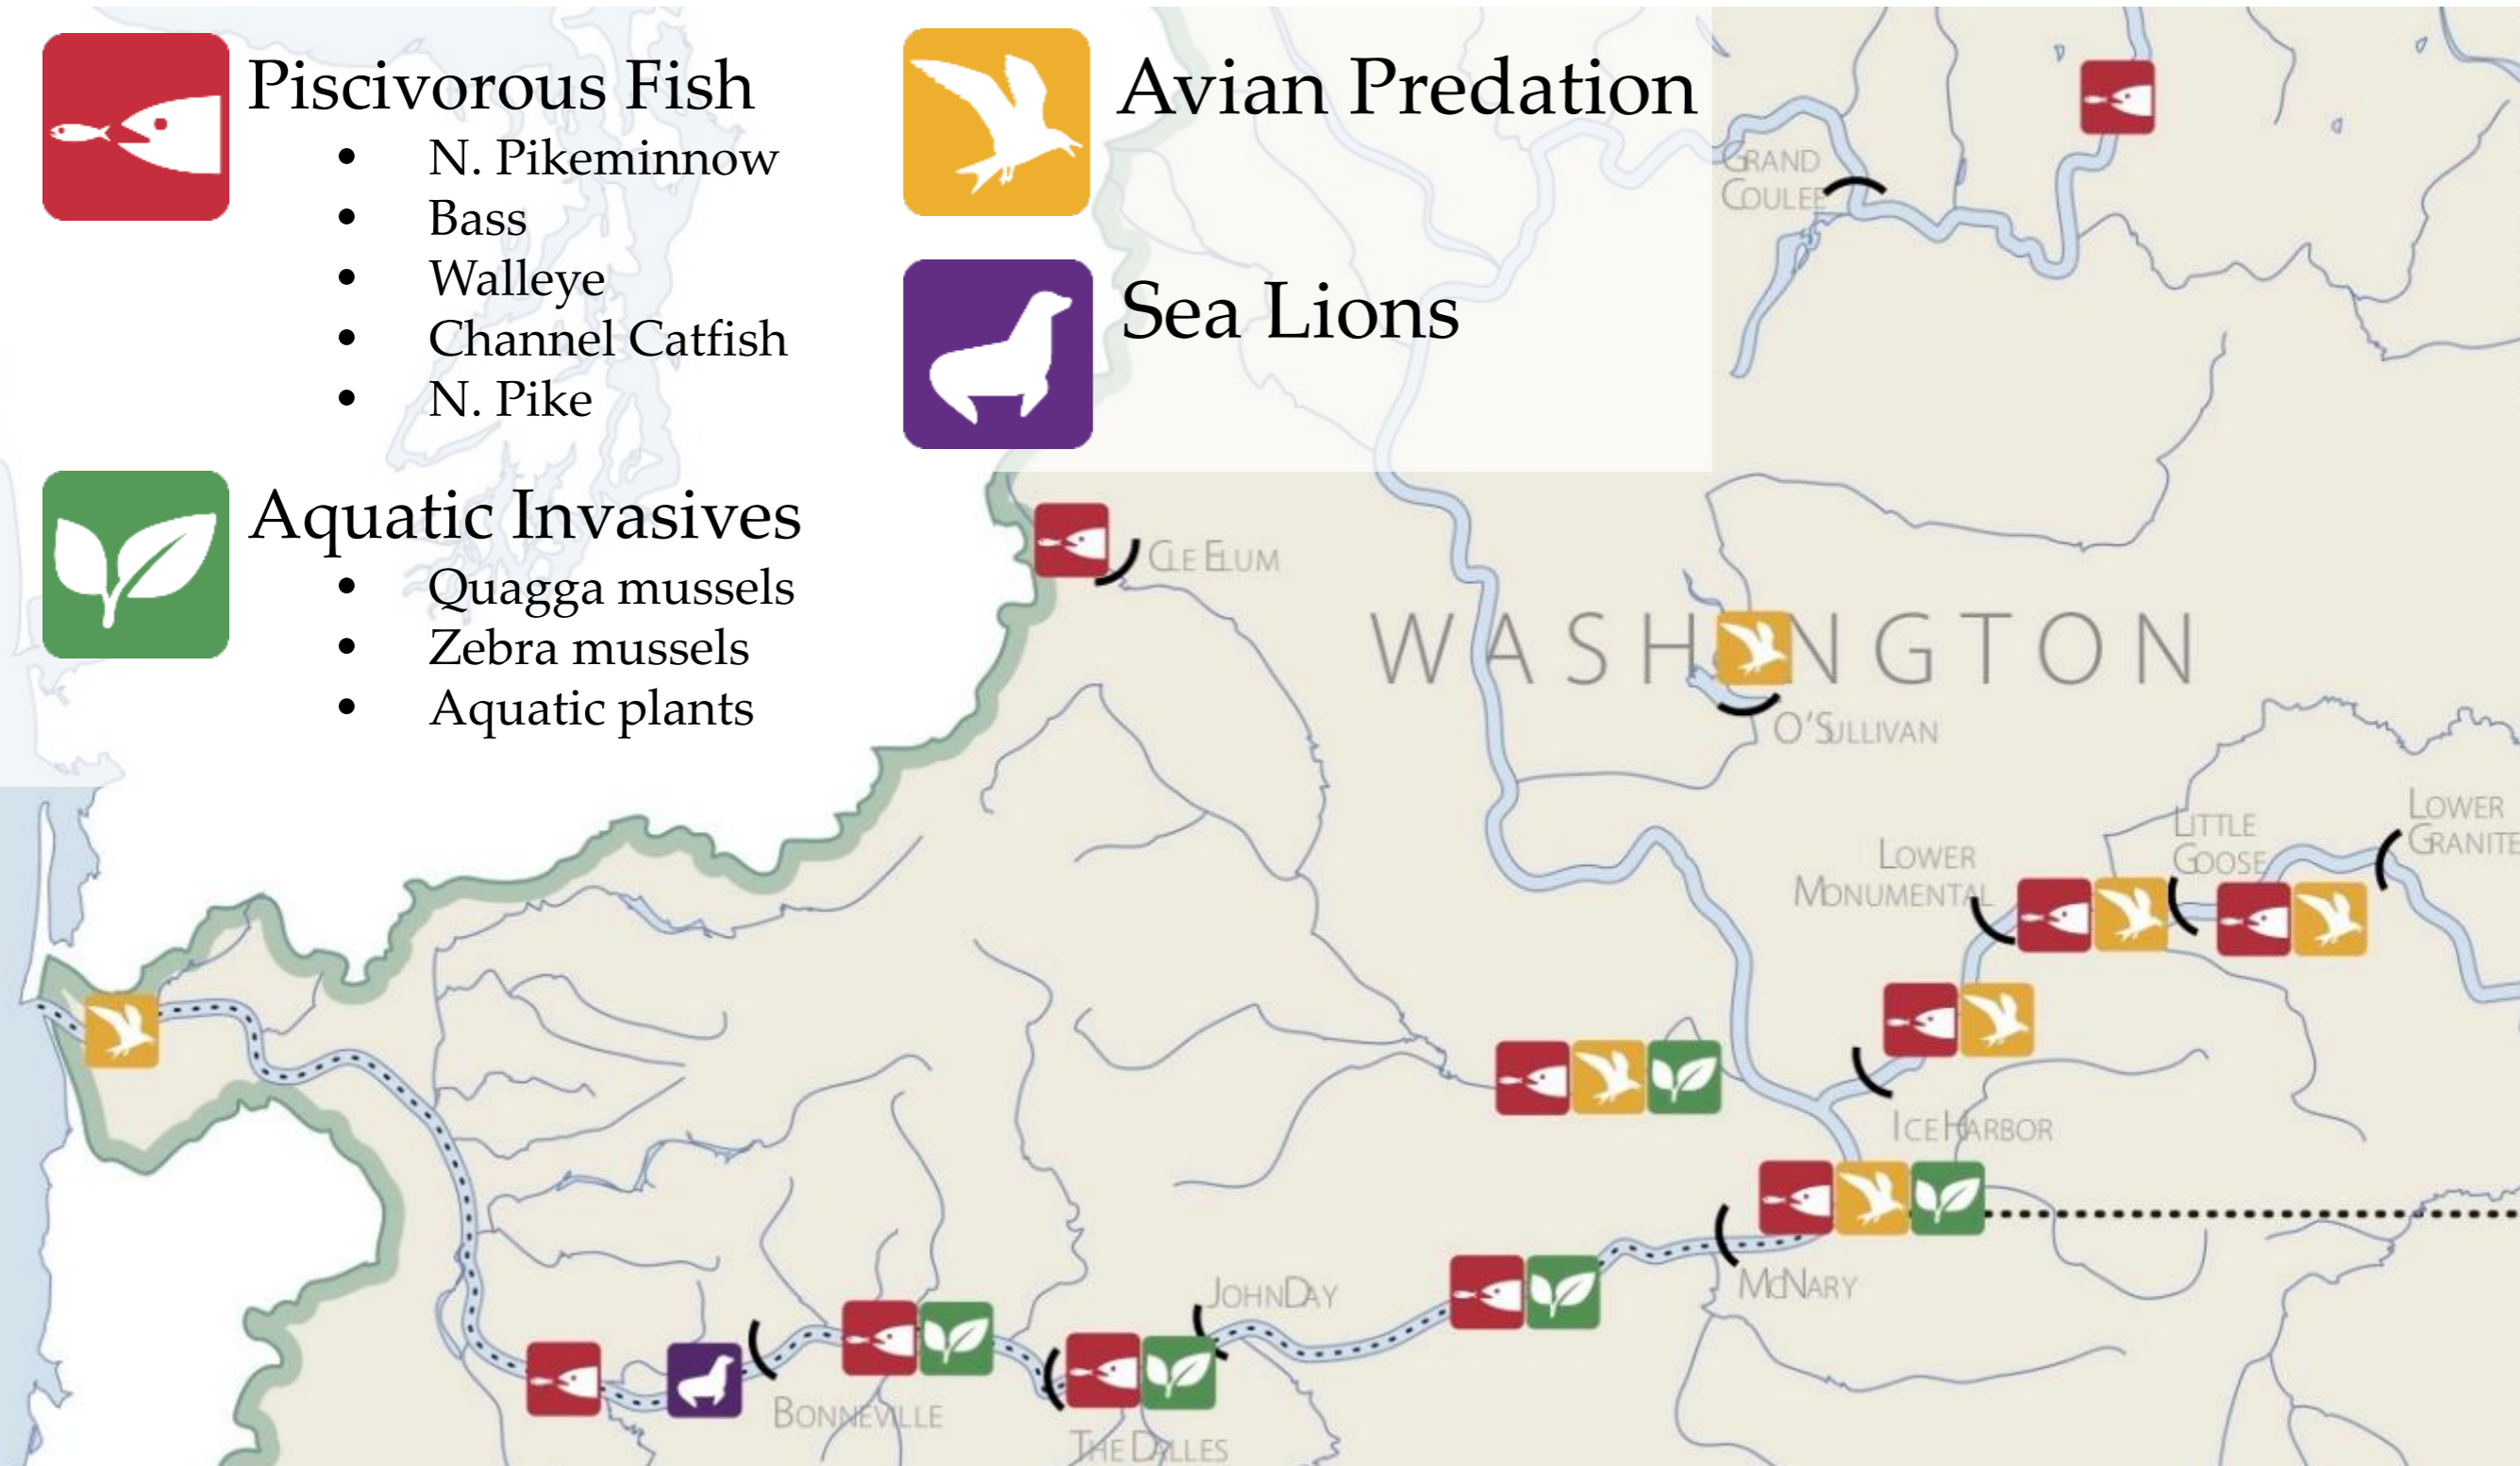 Piscivorous Fish
• N. Pikeminnow
• Bass
• Walleye
• Channel Catfish
• N. Pike
Aquatic Invasives
• Quagga mussels
• Zebra mussels
• Aquatic plants
Avian Predation
Sea Lions
GRAND
COULEE
CLE ELUM
WASHINGTON
O'SULLIVAN
LOWER
GRANITE
LITTLE
GOOSE
LOWER
MONUMENTAL
ICE HARBOR
MCNARY
JOHN DAY
BONNEVILLE
THE DALLES